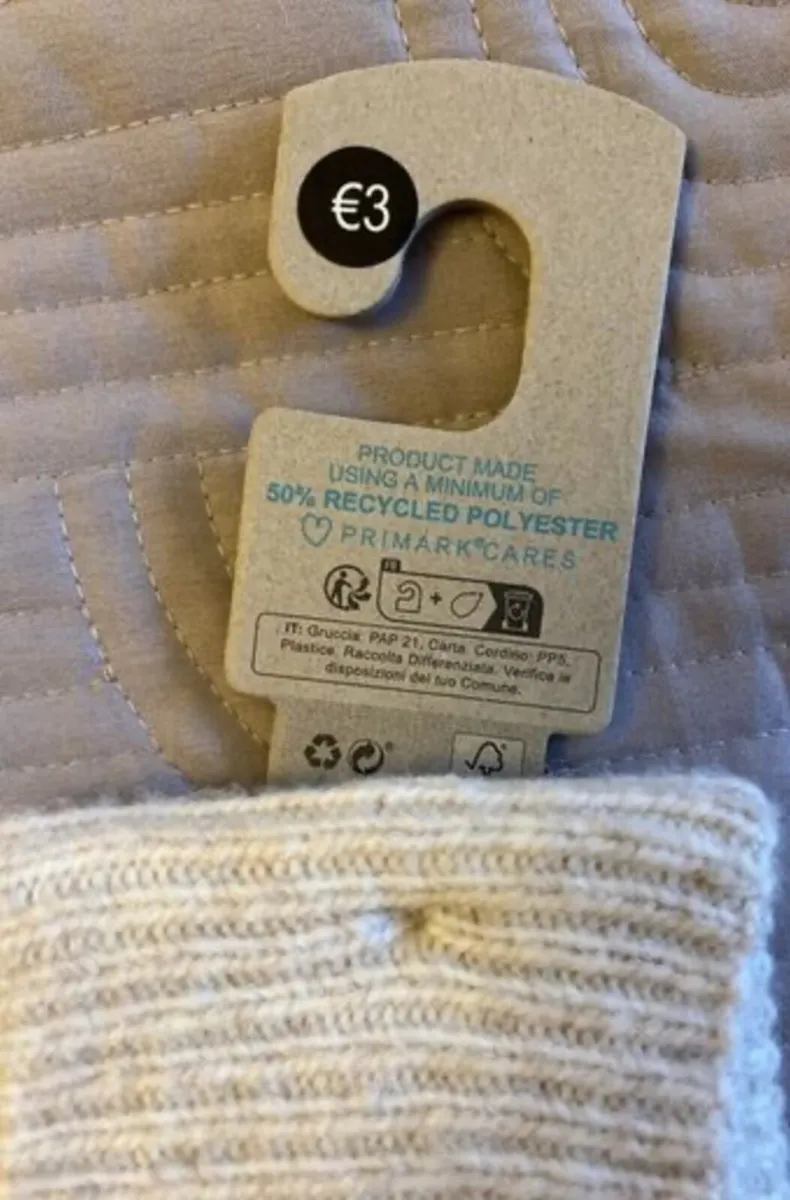 €3
PRODUCT MADE
USING A MINIMUM OF
50% RECYCLED POLYESTER
PRIMARK®CARES
FR
IT: Gruccia: PAP 21, Carta. Cordino: PP5,
Plastica. Raccolta Differenziata. Verifica le
disposizioni del tuo Comune.